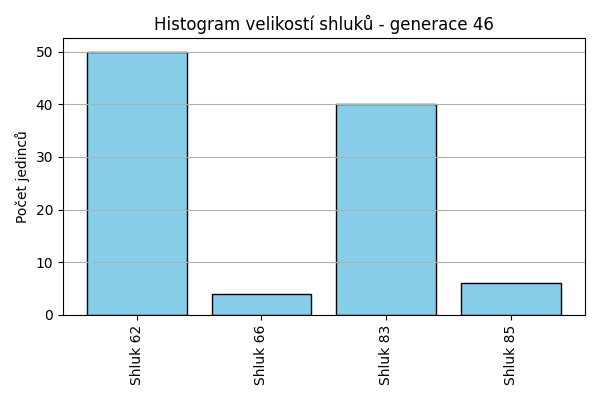 Histogram velikostí shluků - generace 46
Počet jedinců
50
40
30
20
10
0
Shluk 62
Shluk 66
Shluk 83
Shluk 85